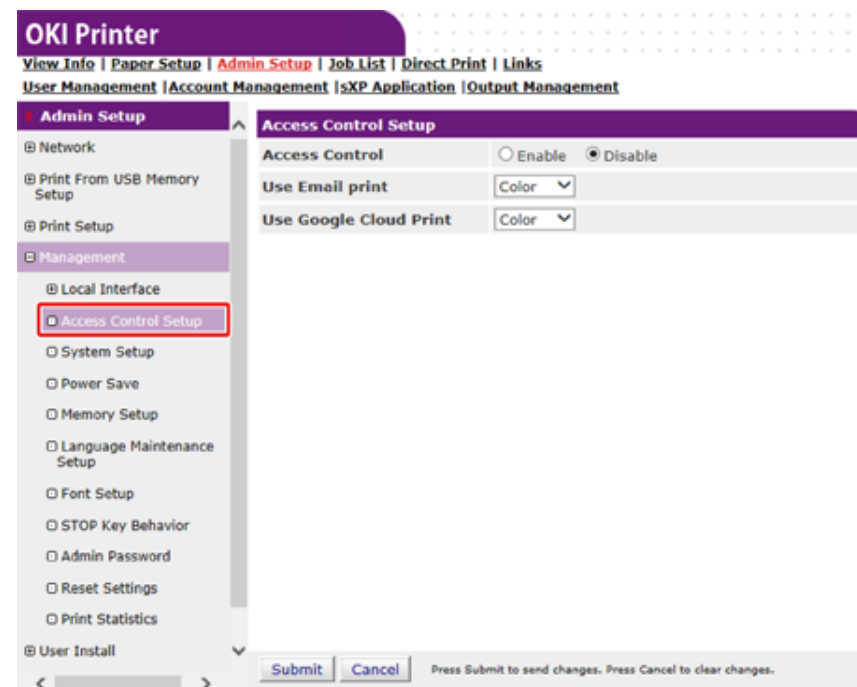 OKI Printer
View Info | Paper Setup | Admin Setup | Job List | Direct Print | Links
User Management |Account Management |sXP Application |Output Management
Admin Setup
Network
Print From USB Memory
Setup
Print Setup
Management
Local Interface
Access Control Setup
System Setup
Power Save
Memory Setup
Language Maintenance
Setup
Font Setup
STOP Key Behavior
Admin Password
Reset Settings
Print Statistics
User Install
Access Control Setup
Access Control Enable Disable
Use Email print Color
Use Google Cloud Print Color
Submit Cancel Press Submit to send changes. Press Cancel to clear changes.